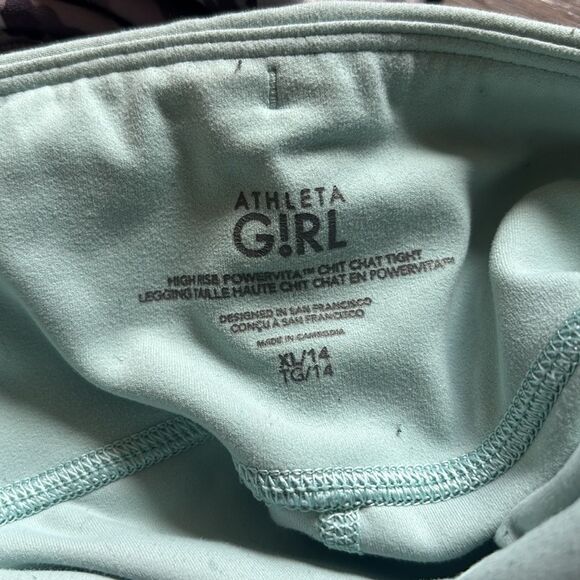 ATHLETA
G!RL
HIGH RISE POWERVITA™ CHIT CHAT TIGHT
LEGGING TAILLE HAUTE CHIT CHAT EN POWERVITA™
DESIGNED IN SAN FRANCISCO
CONÇU À SAN FRANCISCO
MADE IN CAMBODIA
XL/14
TG/14